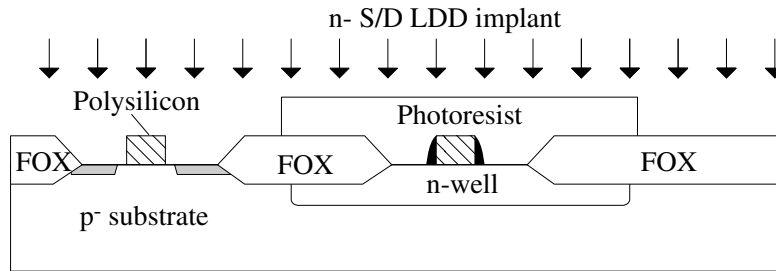 n- S/D LDD implant
Polysilicon
Photoresist
FOX
FOX
FOX
n-well
p- substrate